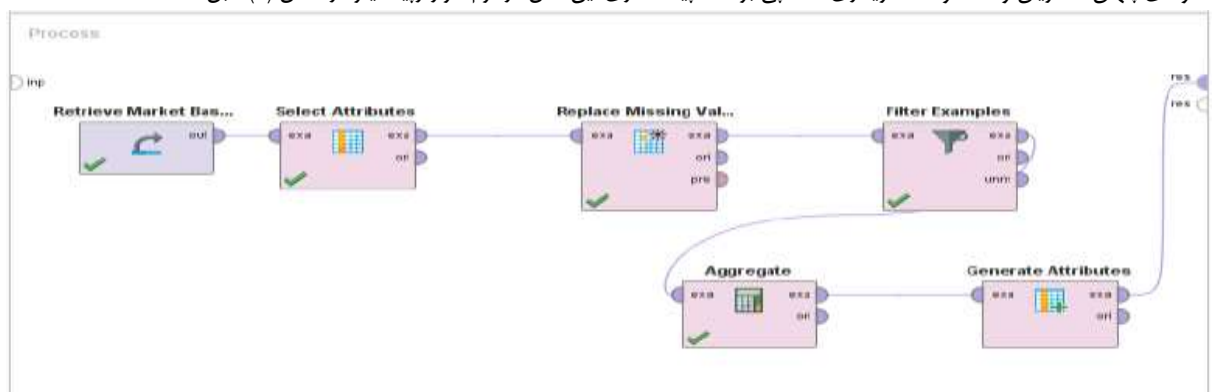 Process
inp
res
res
Retrieve Market Bas...
out
Select Attributes
exa
exa
ori
Replace Missing Val...
exa
exa
ori
pre
Filter Examples
exa
exa
ori
unm
Aggregate
exa
exa
ori
Generate Attributes
exa
exa
ori